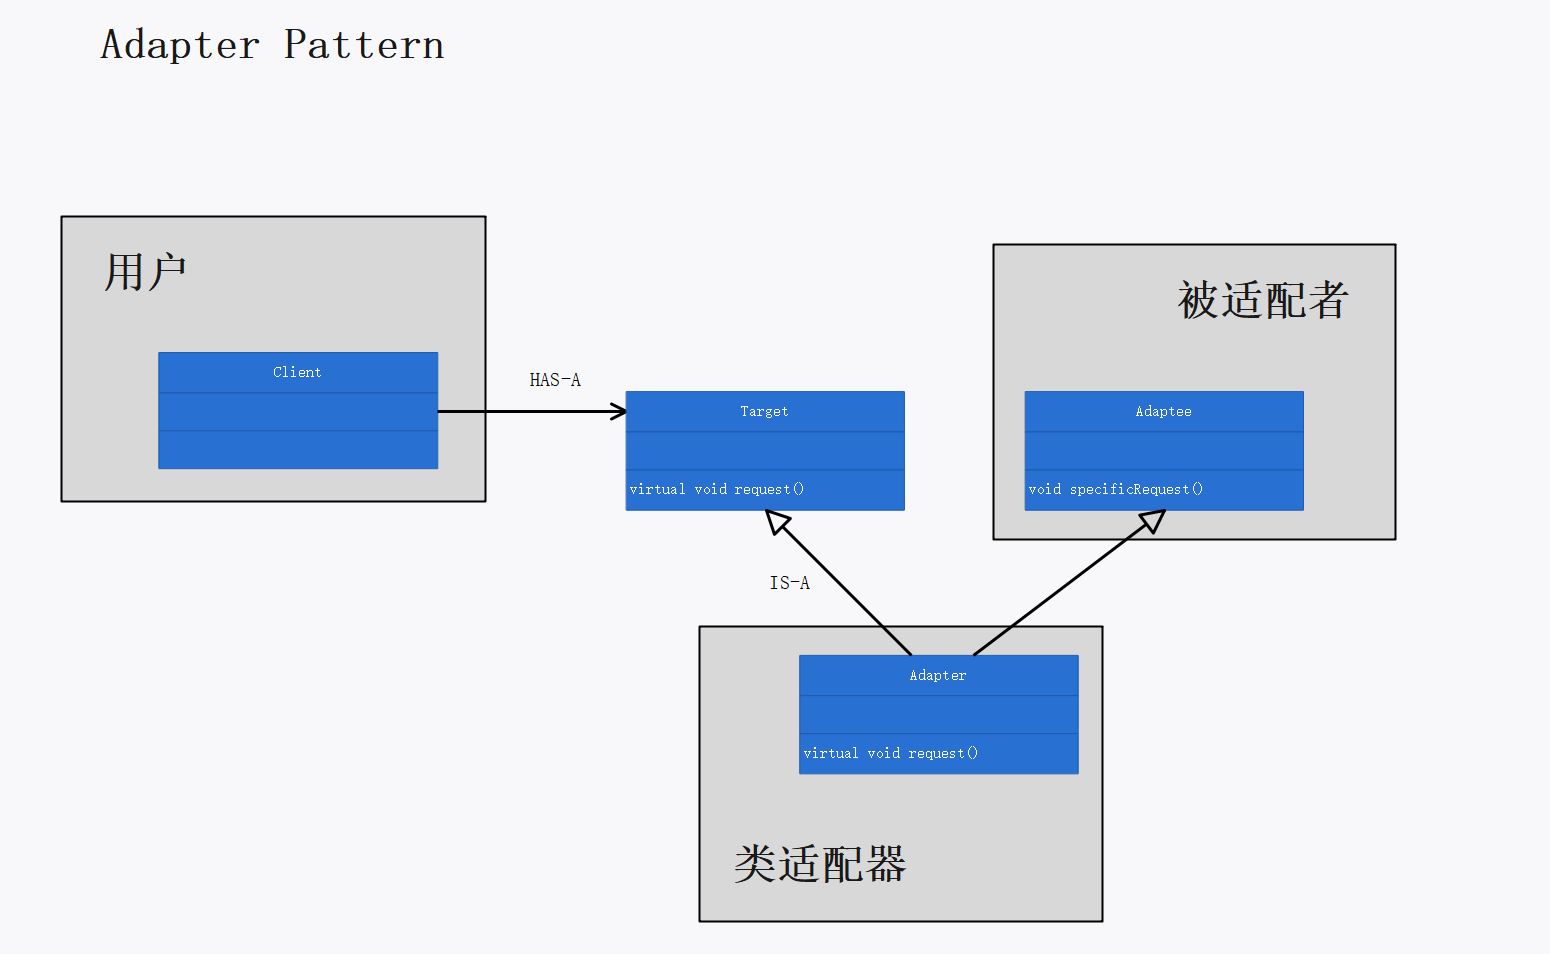 Adapter Pattern
用户
Client
HAS-A
Target
virtual void request()
被适配者
Adaptee
void specificRequest()
IS-A
Adapter
virtual void request()
类适配器